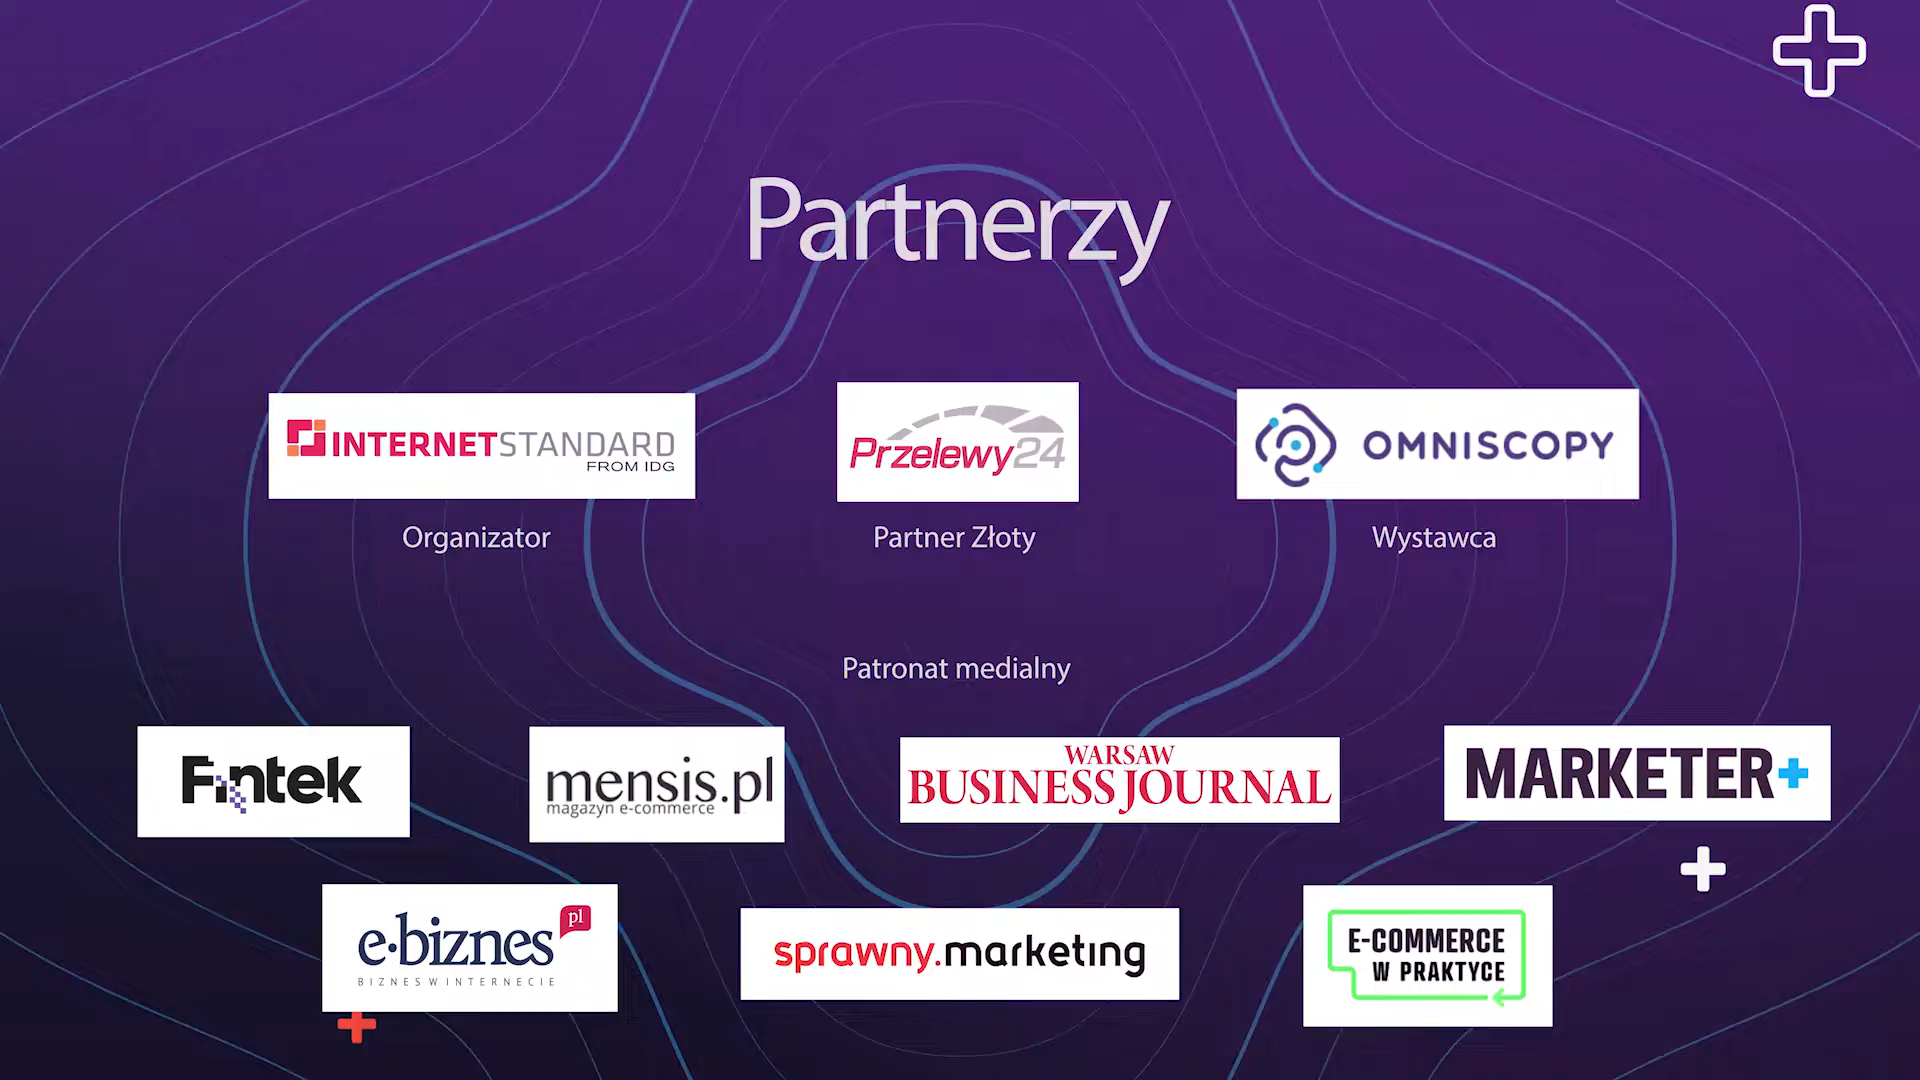 Partnerzy
INTERNETSTANDARD
FROM IDG
Przelewy24
OMNISCOPY
Organizator
Partner Złoty
Wystawca
Patronat medialny
Fintek
mensis.pl
magazyn e-commerce
WARSAW
BUSINESS JOURNAL
MARKETER+
e·biznes pl
BIZNES W INTERNECIE
sprawny.marketing
E-COMMERCE
W PRAKTYCE